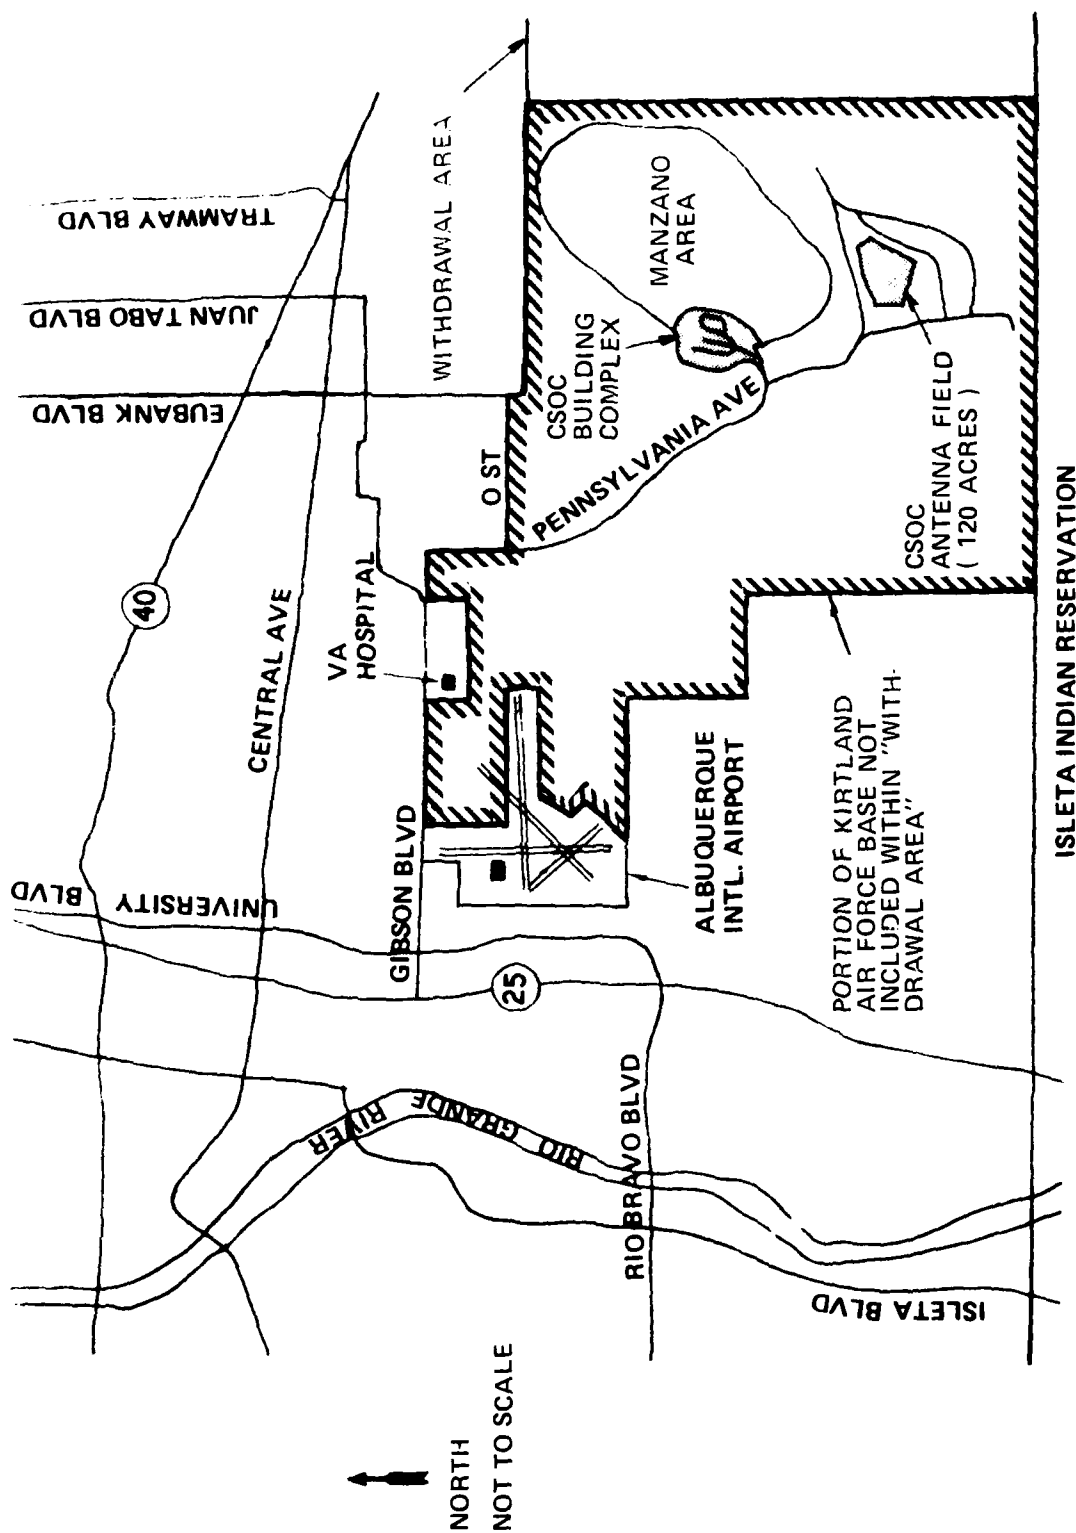 TRAMWAY BLVD
JUAN TABO BLVD
EUBANK BLVD
WITHDRAWAL AREA
40
CENTRAL AVE
VA
HOSPITAL
O ST
CSOC
BUILDING
COMPLEX
MANZANO
AREA
PENNSYLVANIA AVE
CSOC
ANTENNA FIELD
( 120 ACRES )
UNIVERSITY BLVD
GIBSON BLVD
25
ALBUQUERQUE
INTL. AIRPORT
PORTION OF KIRTLAND
AIR FORCE BASE NOT
INCLUDED WITHIN "WITH-
DRAWAL AREA"
RIO GRANDE RIVER
RIO BRAVO BLVD
ISLETA BLVD
ISLETA INDIAN RESERVATION
NORTH
NOT TO SCALE